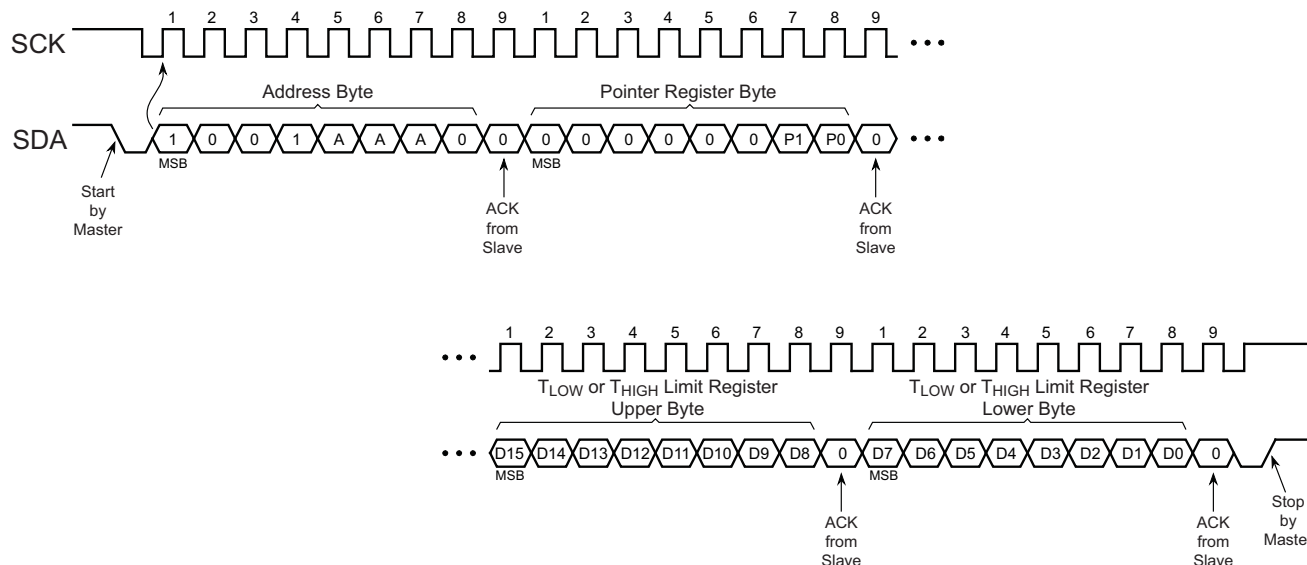 1 2 3 4 5 6 7 8 9 1 2 3 4 5 6 7 8 9
SCK
Address Byte Pointer Register Byte
SDA 1 0 0 1 A A A 0 0 0 0 0 0 0 0 P1 P0 0
MSB MSB
Start
by
Master
ACK
from
Slave
ACK
from
Slave
1 2 3 4 5 6 7 8 9 1 2 3 4 5 6 7 8 9
TLOW or THIGH Limit Register
Upper Byte
TLOW or THIGH Limit Register
Lower Byte
D15 D14 D13 D12 D11 D10 D9 D8 0 D7 D6 D5 D4 D3 D2 D1 D0 0
MSB MSB
ACK
from
Slave
ACK
from
Slave
Stop
by
Master